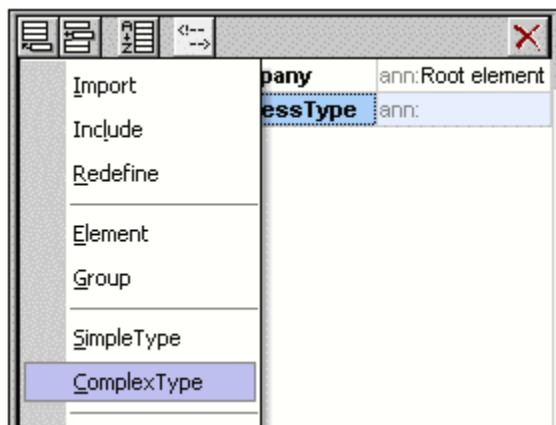 <!--
-->
pany ann:Root element
essType ann:
Import
Include
Redefine
Element
Group
SimpleType
ComplexType